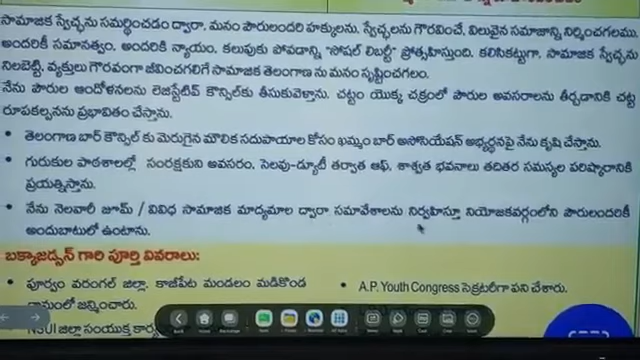 సామాజిక స్వేచ్ఛను సమర్థించడం ద్వారా, మనం పౌరులందరి హక్కులను, స్వేచ్ఛలను గౌరవించే, విలువైన సమాజాన్ని నిర్మించగలము.
అందరికీ సమానత్వం, అందరికి న్యాయం, కలుపుకు పోవడాన్ని "సోషల్ లిబర్టీ" ప్రోత్సహిస్తుంది. కలిసికట్టుగా, సామాజిక స్వేచ్ఛను
నిలబెట్టి, వ్యక్తులు గౌరవంగా జీవించగలిగే సామాజిక తెలంగాణ ను మనం సృష్టించగలం.
నేను పౌరుల ఆందోళనలను లెజిస్లేటివ్ కౌన్సిల్‌కు తీసుకువెళ్తాను. చట్టం యొక్క చక్రంలో పౌరుల అవసరాలను తీర్చడానికి చట్ట
రూపకల్పనను ప్రభావితం చేస్తాను.
• తెలంగాణ బార్ కౌన్సిల్ కు మెరుగైన మౌలిక సదుపాయాల కోసం ఖమ్మం బార్ అసోసియేషన్ అభ్యర్థనపై నేను కృషి చేస్తాను.
• గురుకుల పాఠశాలల్లో సంరక్షకుని అవసరం, సెలవు-డ్యూటీ తర్వాత ఆఫ్, శాశ్వత భవనాలు తదితర సమస్యల పరిష్కారానికి
ప్రయత్నిస్తాను.
• నేను నెలవారీ జూమ్ / వివిధ సామాజిక మాధ్యమాల ద్వారా సమావేశాలను నిర్వహిస్తూ నియోజకవర్గంలోని పౌరులందరికీ
అందుబాటులో ఉంటాను.
బక్కాజడ్సన్ గారి పూర్తి వివరాలు:
• పూర్వం వరంగల్ జిల్లా, కాజీపేట మండలం మడికొండ
గ్రామంలో జన్మించారు.
• A.P. Youth Congress సెక్రటరీగా పని చేశారు.
NSUI జిల్లా సంయుక్త